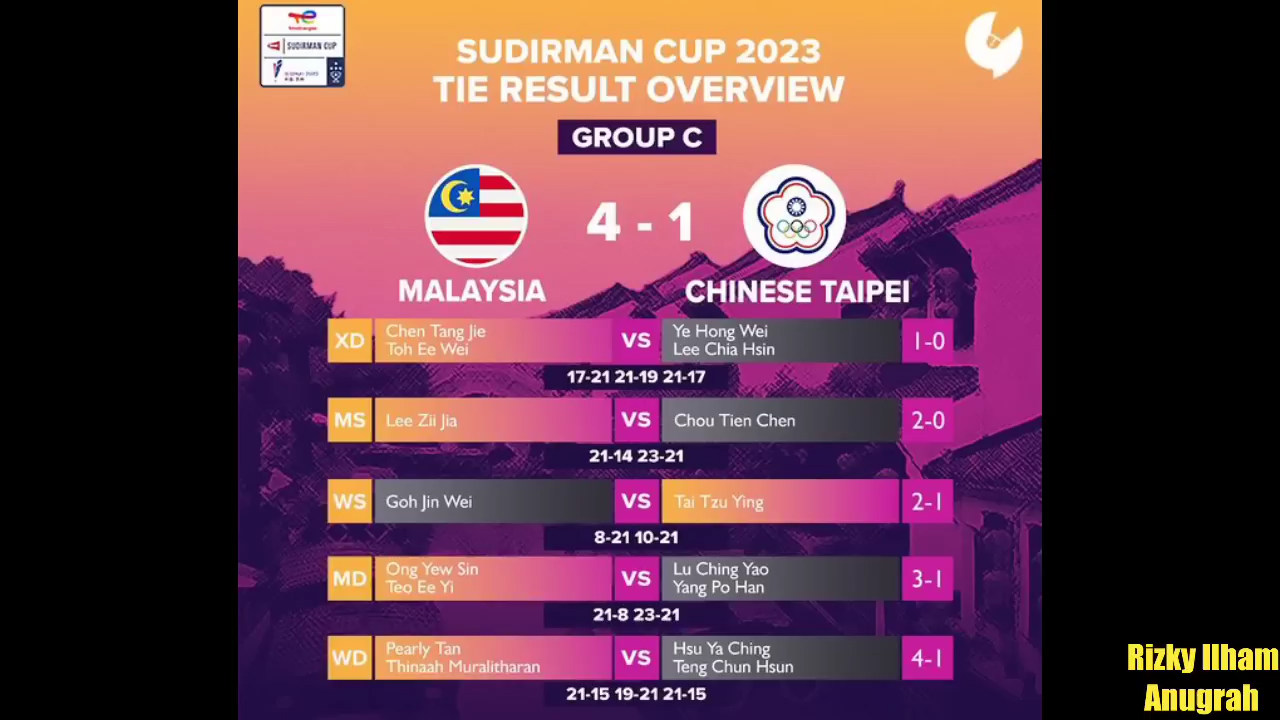 SUDIRMAN CUP
SUDIRMAN CUP 2023
TIE RESULT OVERVIEW
GROUP C
4 - 1
MALAYSIA
CHINESE TAIPEI
XD
Chen Tang Jie
Toh Ee Wei
VS
Ye Hong Wei
Lee Chia Hsin
1-0
17-21 21-19 21-17
MS
Lee Zii Jia
VS
Chou Tien Chen
2-0
21-14 23-21
WS
Goh Jin Wei
VS
Tai Tzu Ying
2-1
8-21 10-21
MD
Ong Yew Sin
Teo Ee Yi
VS
Lu Ching Yao
Yang Po Han
3-1
21-8 23-21
WD
Pearly Tan
Thinaah Muralitharan
VS
Hsu Ya Ching
Teng Chun Hsun
4-1
21-15 19-21 21-15
Rizky Ilham
Anugrah